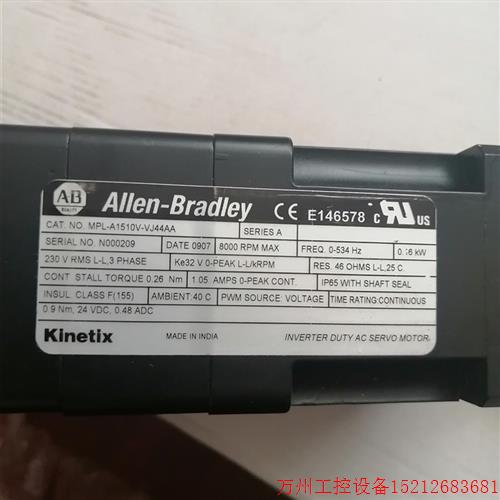 AB
QUALITY
Allen-Bradley CE E146578 c RU US
CAT. NO. MPL-A1510V-VJ44AA SERIES A
SERIAL NO. N000209 DATE 0907 8000 RPM MAX FREQ. 0-534 Hz kW
230 V RMS L-L,3 PHASE Ke32 V 0-PEAK L-L/kRPM RES. 46 OHMS L-L,25 C.
CONT STALL TORQUE 0.26 Nm 1.05 AMPS 0-PEAK CONT. IP65 WITH SHAFT SEAL
INSUL CLASS F(155) AMBIENT 40 C PWM SOURCE: VOLTAGE TIME RATING:CONTINUOUS
0.9 Nm, 24 VDC, 0.48 ADC
Kinetix MADE IN INDIA INVERTER DUTY AC SERVO MOTOR
万州工控设备15212683681